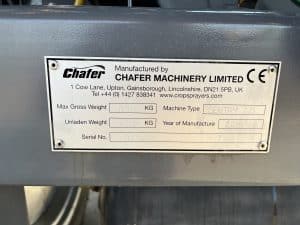 Chafer
Manufactured by
CHAFER MACHINERY LIMITED CE
1 Cow Lane, Upton, Gainsborough, Lincolnshire, DN21 5PB, UK
Tel +44 (0) 1427 838341 www.cropsprayers.com
Max Gross Weight KG Machine Type
Unladen Weight KG Year of Manufacture
Serial No.